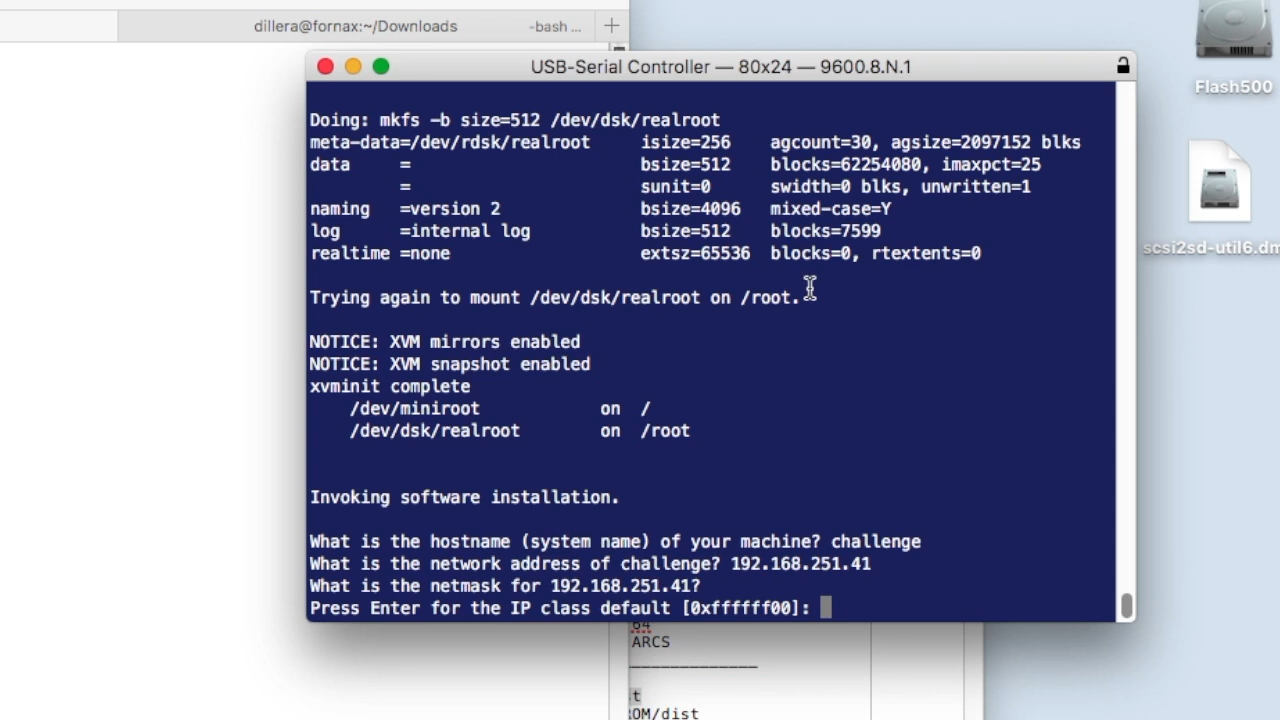 dillera@fornax:~/Downloads -bash ...
USB-Serial Controller — 80x24 — 9600.8.N.1
Flash500
Doing: mkfs -b size=512 /dev/dsk/realroot
meta-data=/dev/rdsk/realroot isize=256 agcount=30, agsize=2097152 blks
data = bsize=512 blocks=62254080, imaxpct=25
= sunit=0 swidth=0 blks, unwritten=1
naming =version 2 bsize=4096 mixed-case=Y
log =internal log bsize=512 blocks=7599
realtime =none extsz=65536 blocks=0, rtextents=0
scsi2sd-util6.dm
Trying again to mount /dev/dsk/realroot on /root.
NOTICE: XVM mirrors enabled
NOTICE: XVM snapshot enabled
xvminit complete
/dev/miniroot on /
/dev/dsk/realroot on /root
Invoking software installation.
What is the hostname (system name) of your machine? challenge
What is the network address of challenge? 192.168.251.41
What is the netmask for 192.168.251.41?
Press Enter for the IP class default [0xffffff00]:
64
ARCS
t
ROM/dist